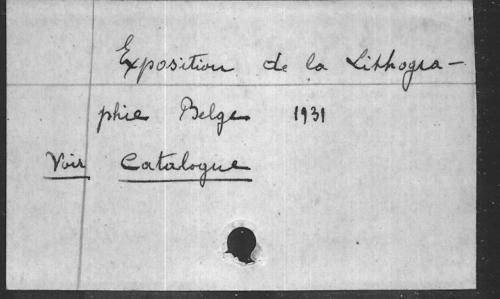 Exposition de la Lithogra-
phie Belge 1931
Voir Catalogue